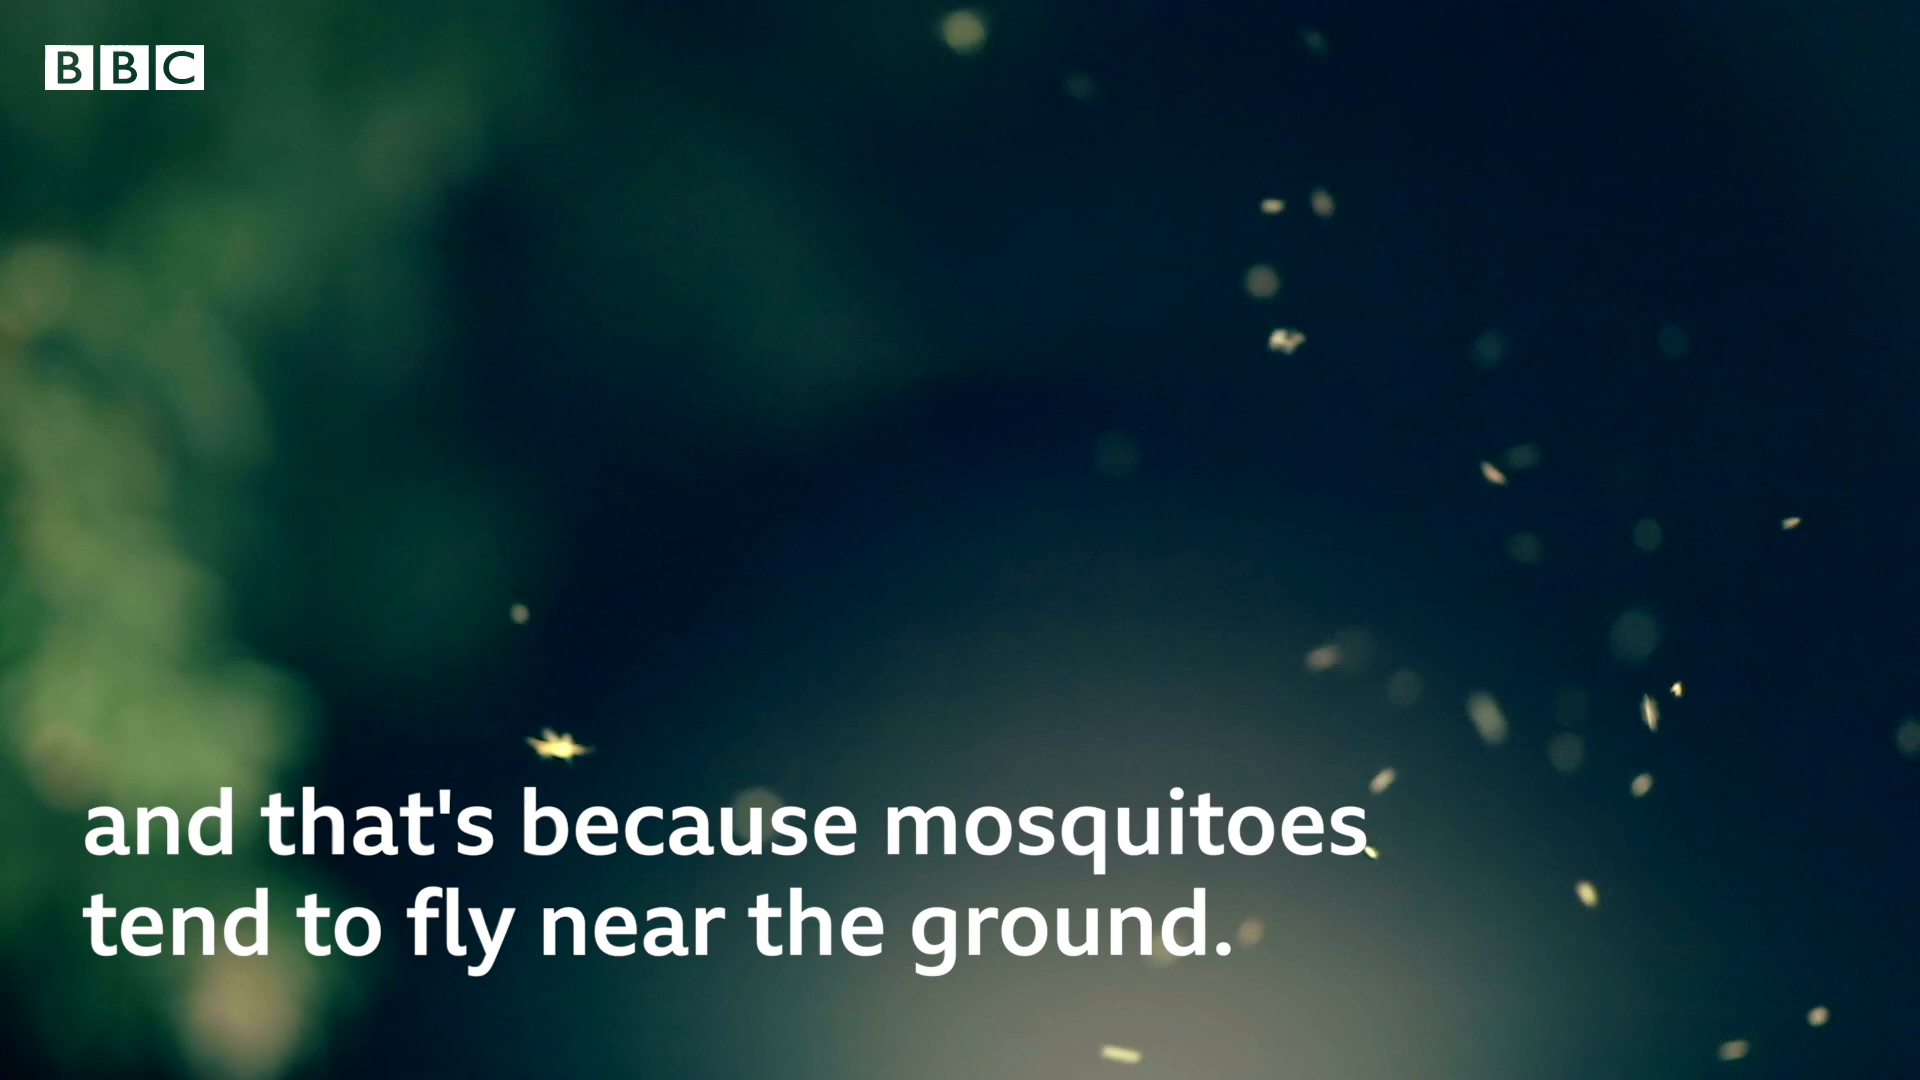 BBC
and that's because mosquitoes
tend to fly near the ground.